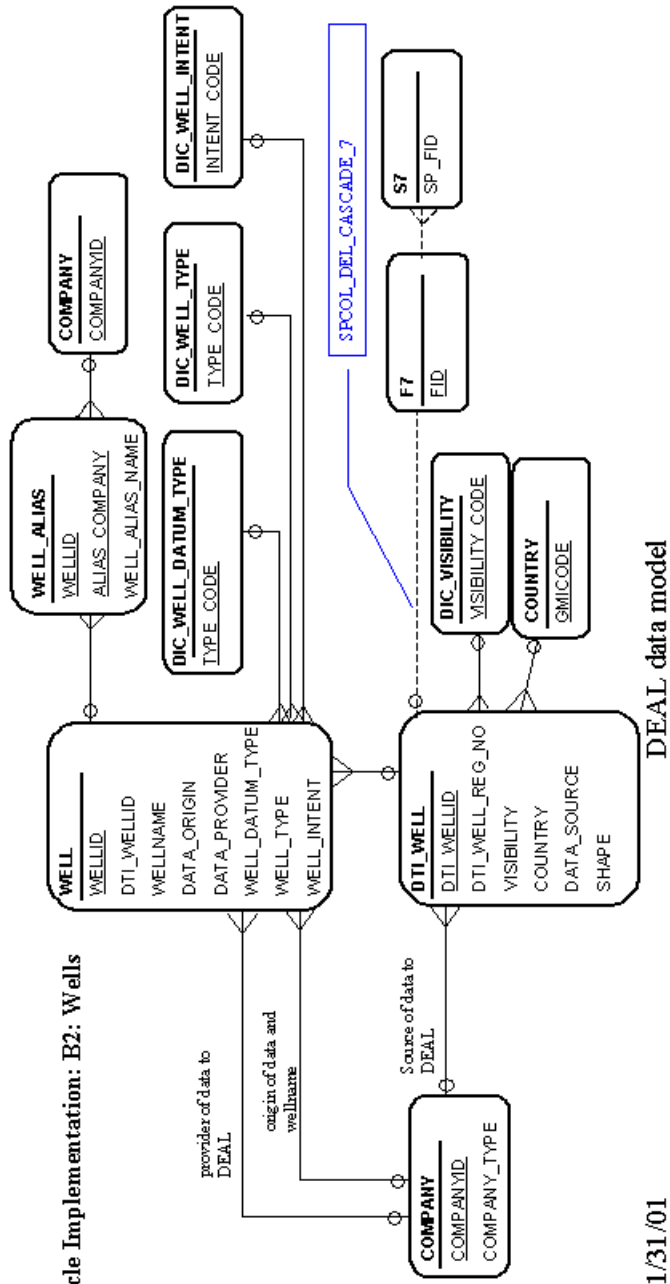 cle Implementation: B2: Wells
WELL
WELLID
DTI_WELLID
WELLNAME
DATA_ORIGIN
DATA_PROVIDER
WELL_DATUM_TYPE
WELL_TYPE
WELL_INTENT
WELL_ALIAS
WELLID
ALIAS_COMPANY
WELL_ALIAS_NAME
COMPANY
COMPANYID
DIC_WELL_DATUM_TYPE
TYPE_CODE
DIC_WELL_TYPE
TYPE_CODE
DIC_WELL_INTENT
INTENT_CODE
provider of data to
DEAL
origin of data and
wellname
Source of data to
DEAL
COMPANY
COMPANYID
COMPANY_TYPE
DTI_WELL
DTI_WELLID
DTI_WELL_REG_NO
VISIBILITY
COUNTRY
DATA_SOURCE
SHAPE
DIC_VISIBILITY
VISIBILITY_CODE
COUNTRY
GMICODE
SPCOL_DEL_CASCADE_7
F7
FID
S7
SP_FID
1/31/01
DEAL data model